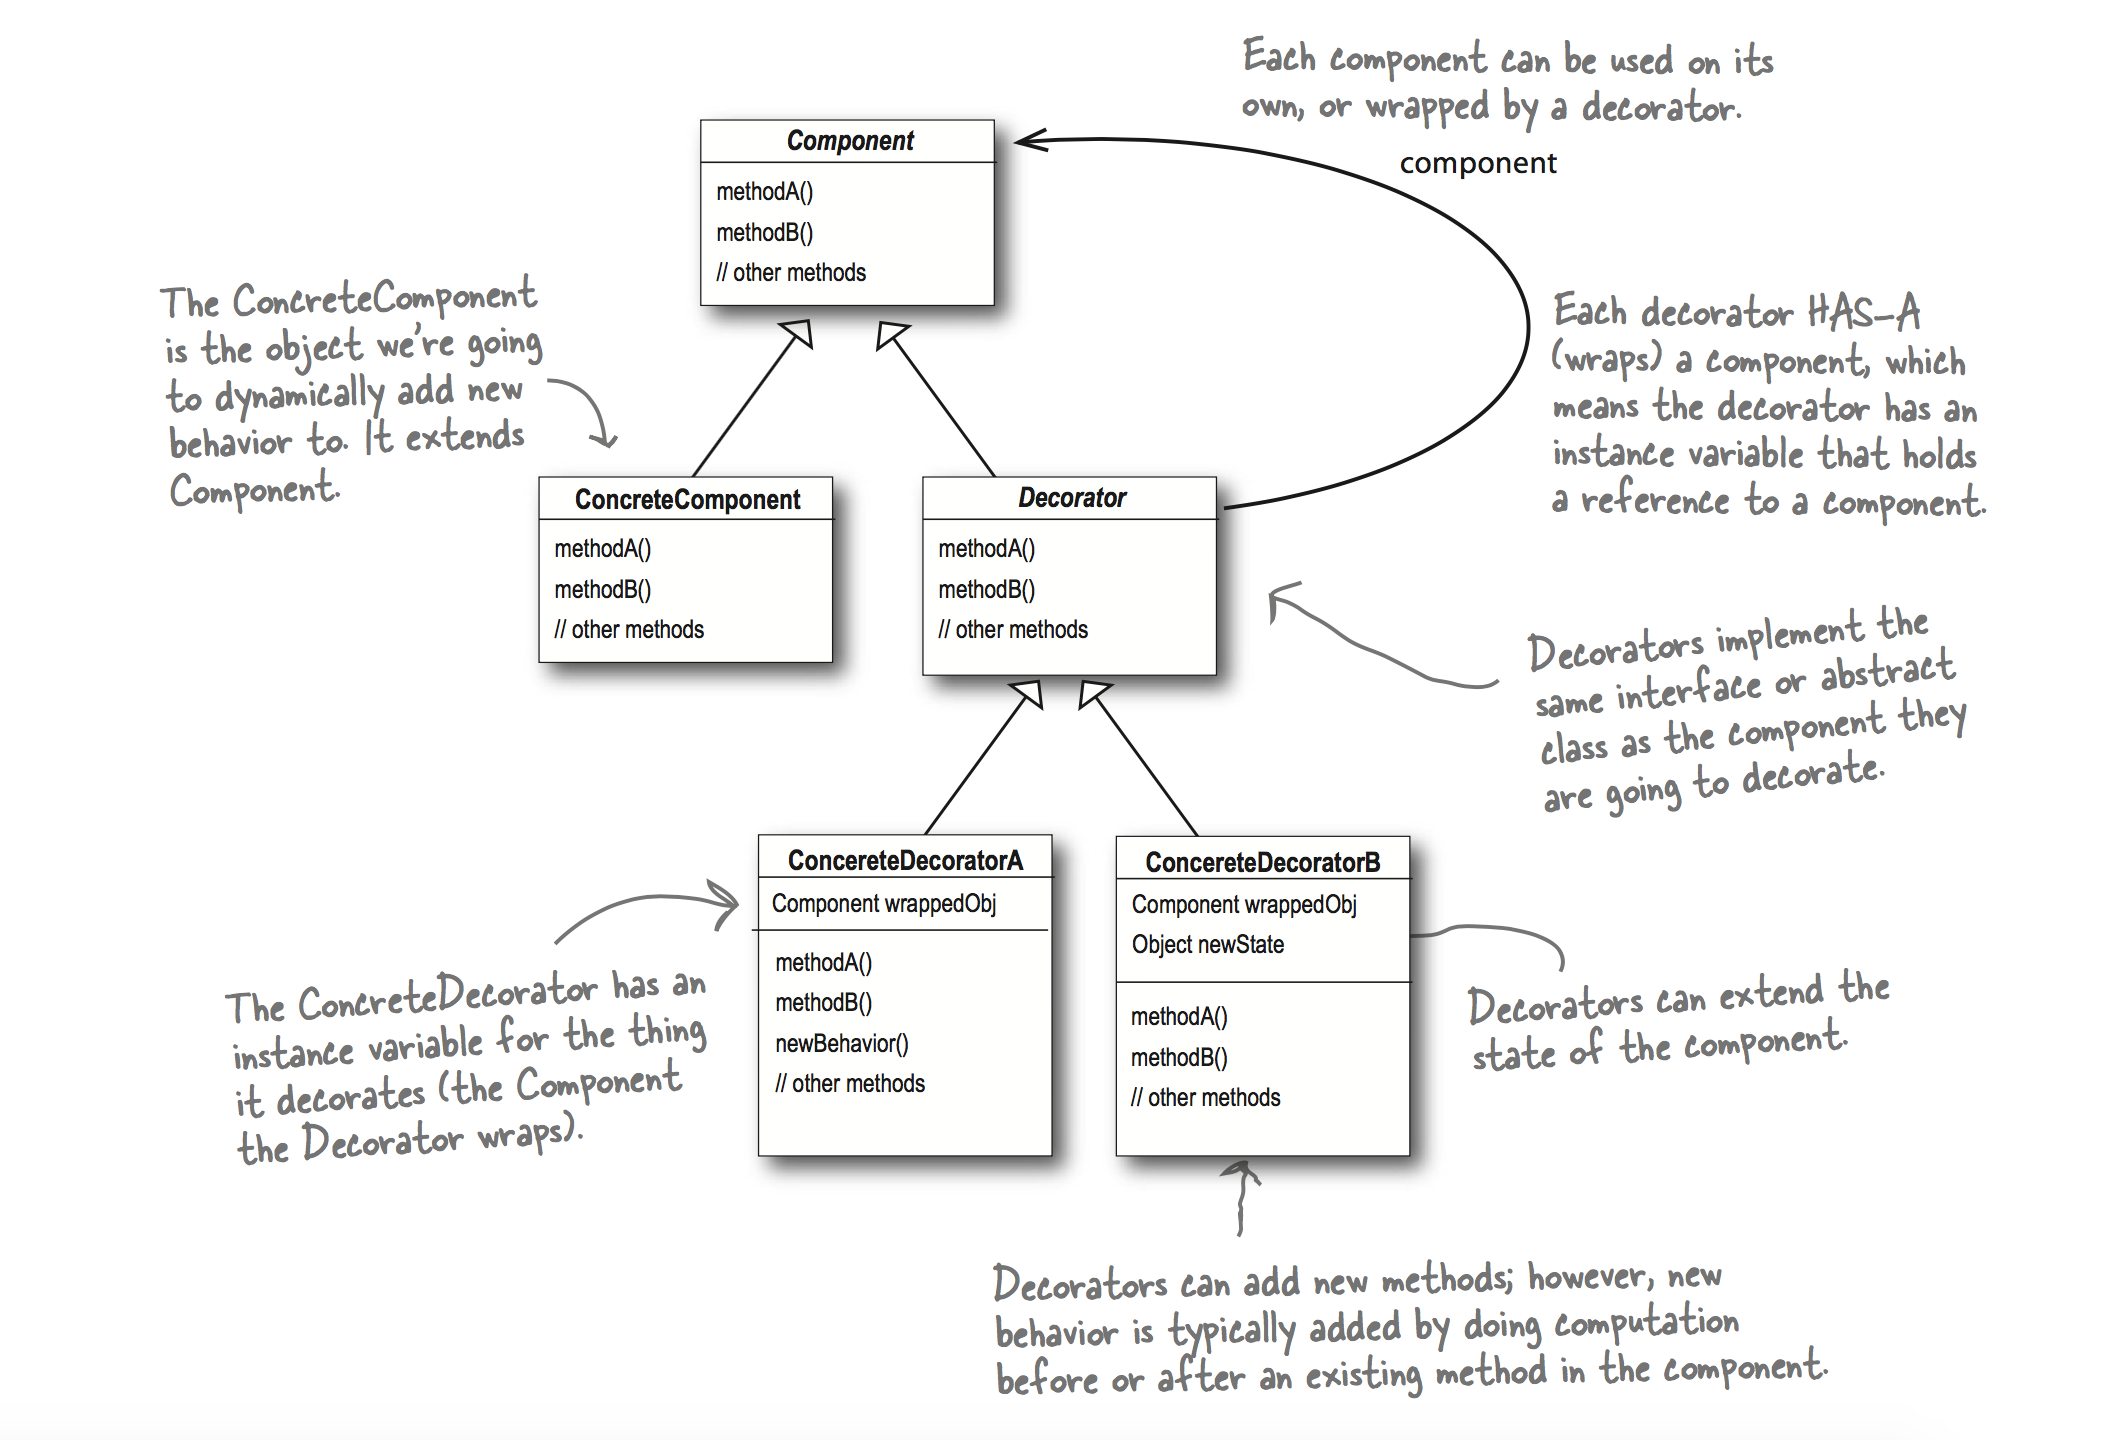 Each component can be used on its
own, or wrapped by a decorator.
component
Component
methodA()
methodB()
// other methods
The ConcreteComponent
is the object we're going
to dynamically add new
behavior to. It extends
Component.
Each decorator HAS-A
(wraps) a component, which
means the decorator has an
instance variable that holds
a reference to a component.
ConcreteComponent
methodA()
methodB()
// other methods
Decorator
methodA()
methodB()
// other methods
Decorators implement the
same interface or abstract
class as the component they
are going to decorate.
ConcereteDecoratorA
Component wrappedObj
methodA()
methodB()
newBehavior()
// other methods
ConcereteDecoratorB
Component wrappedObj
Object newState
methodA()
methodB()
// other methods
The ConcreteDecorator has an
instance variable for the thing
it decorates (the Component
the Decorator wraps).
Decorators can extend the
state of the component.
Decorators can add new methods; however, new
behavior is typically added by doing computation
before or after an existing method in the component.